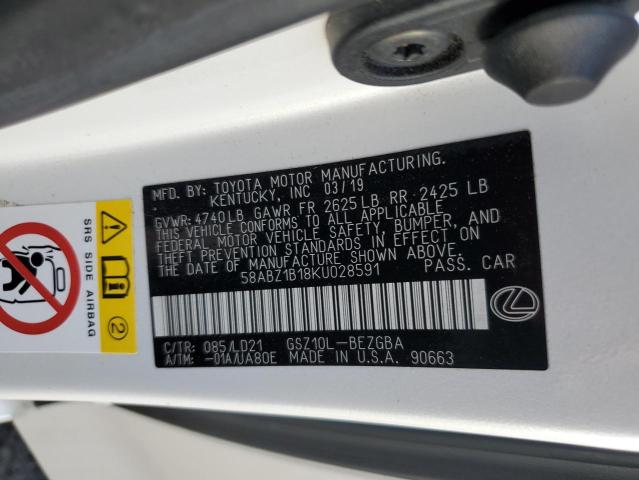 MFD. BY: TOYOTA MOTOR MANUFACTURING.
KENTUCKY, INC 03/19
GVWR: 4740LB GAWR FR 2625 LB RR 2425 LB
THIS VEHICLE CONFORMS TO ALL APPLICABLE
FEDERAL MOTOR VEHICLE SAFETY, BUMPER, AND
THEFT PREVENTION STANDARDS IN EFFECT ON
THE DATE OF MANUFACTURE SHOWN ABOVE.
58ABZ1B18KU028591 PASS. CAR
C/TR: 085/LD21 GSZ10L-BEZGBA
A/TM: -01A/UA80E MADE IN U.S.A. 90663
SRS SIDE AIRBAG
2